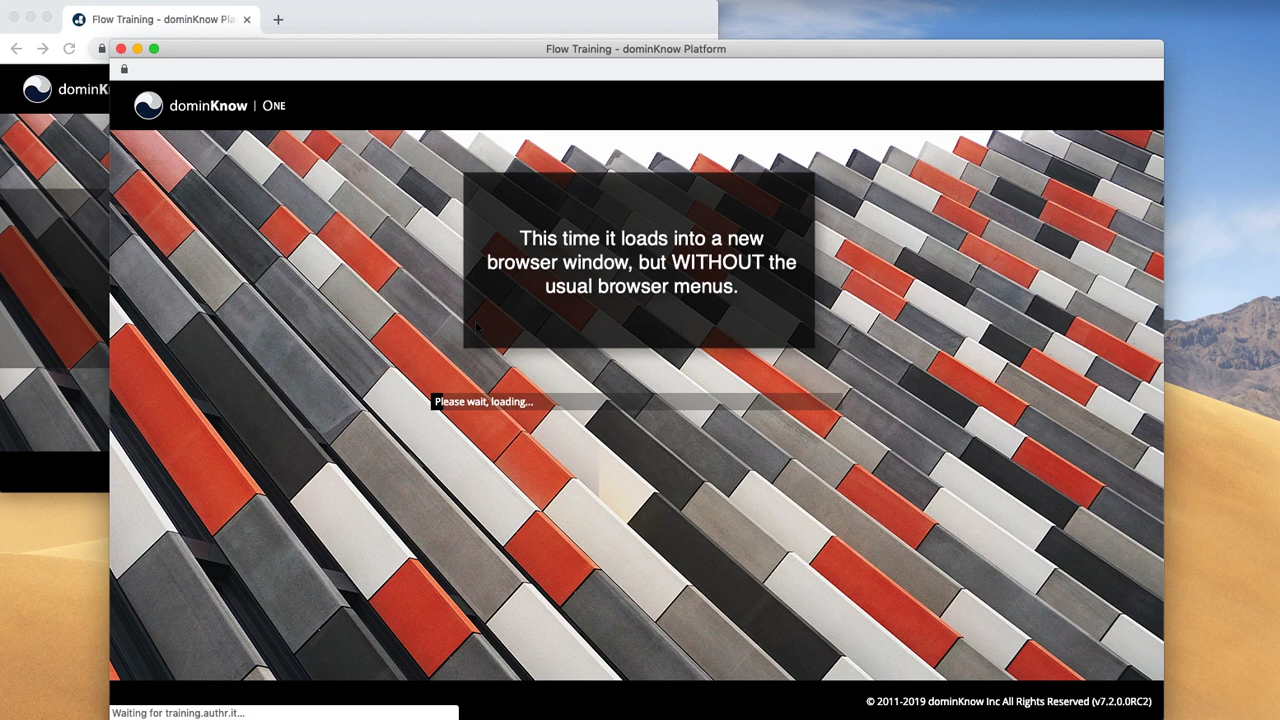 Flow Training - dominKnow Pla
Flow Training - dominKnow Platform
dominK
dominKnow | ONE
This time it loads into a new
browser window, but WITHOUT the
usual browser menus.
Please wait, loading...
© 2011-2019 dominKnow Inc All Rights Reserved (v7.2.0.0RC2)
Waiting for training.authr.it...